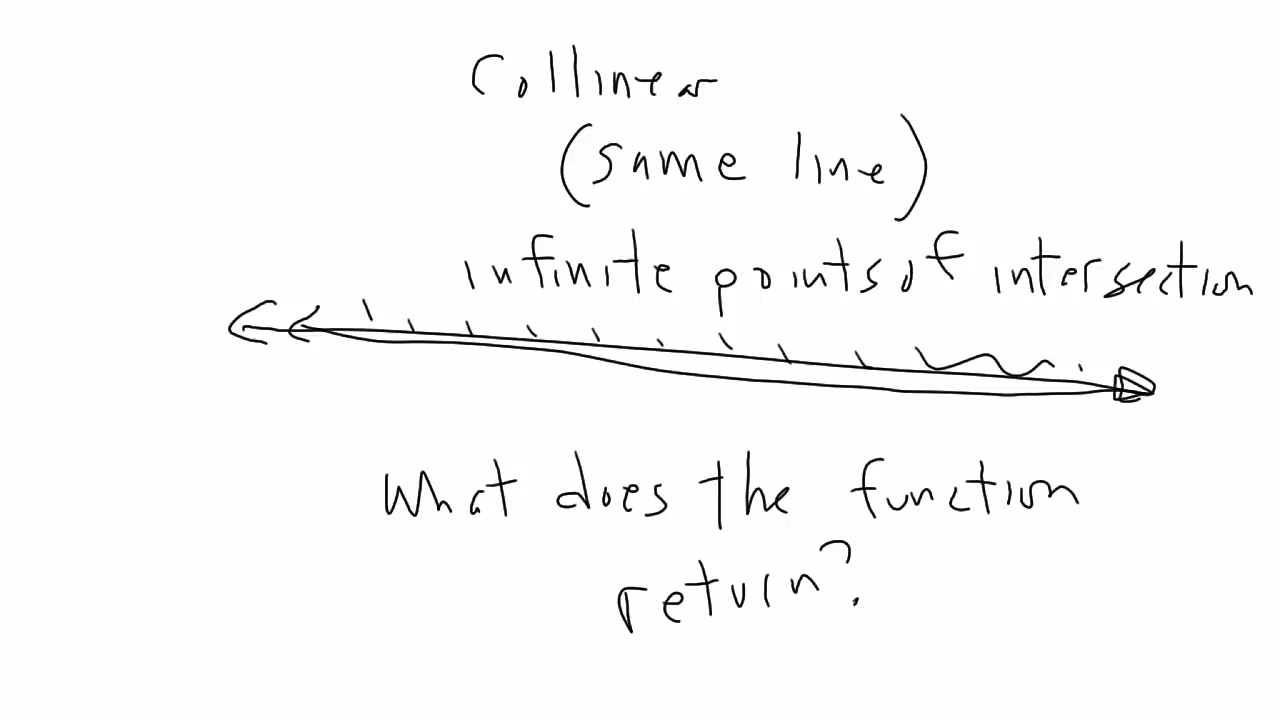 Collinear
(same line)
infinite points of intersection
What does the function
return?